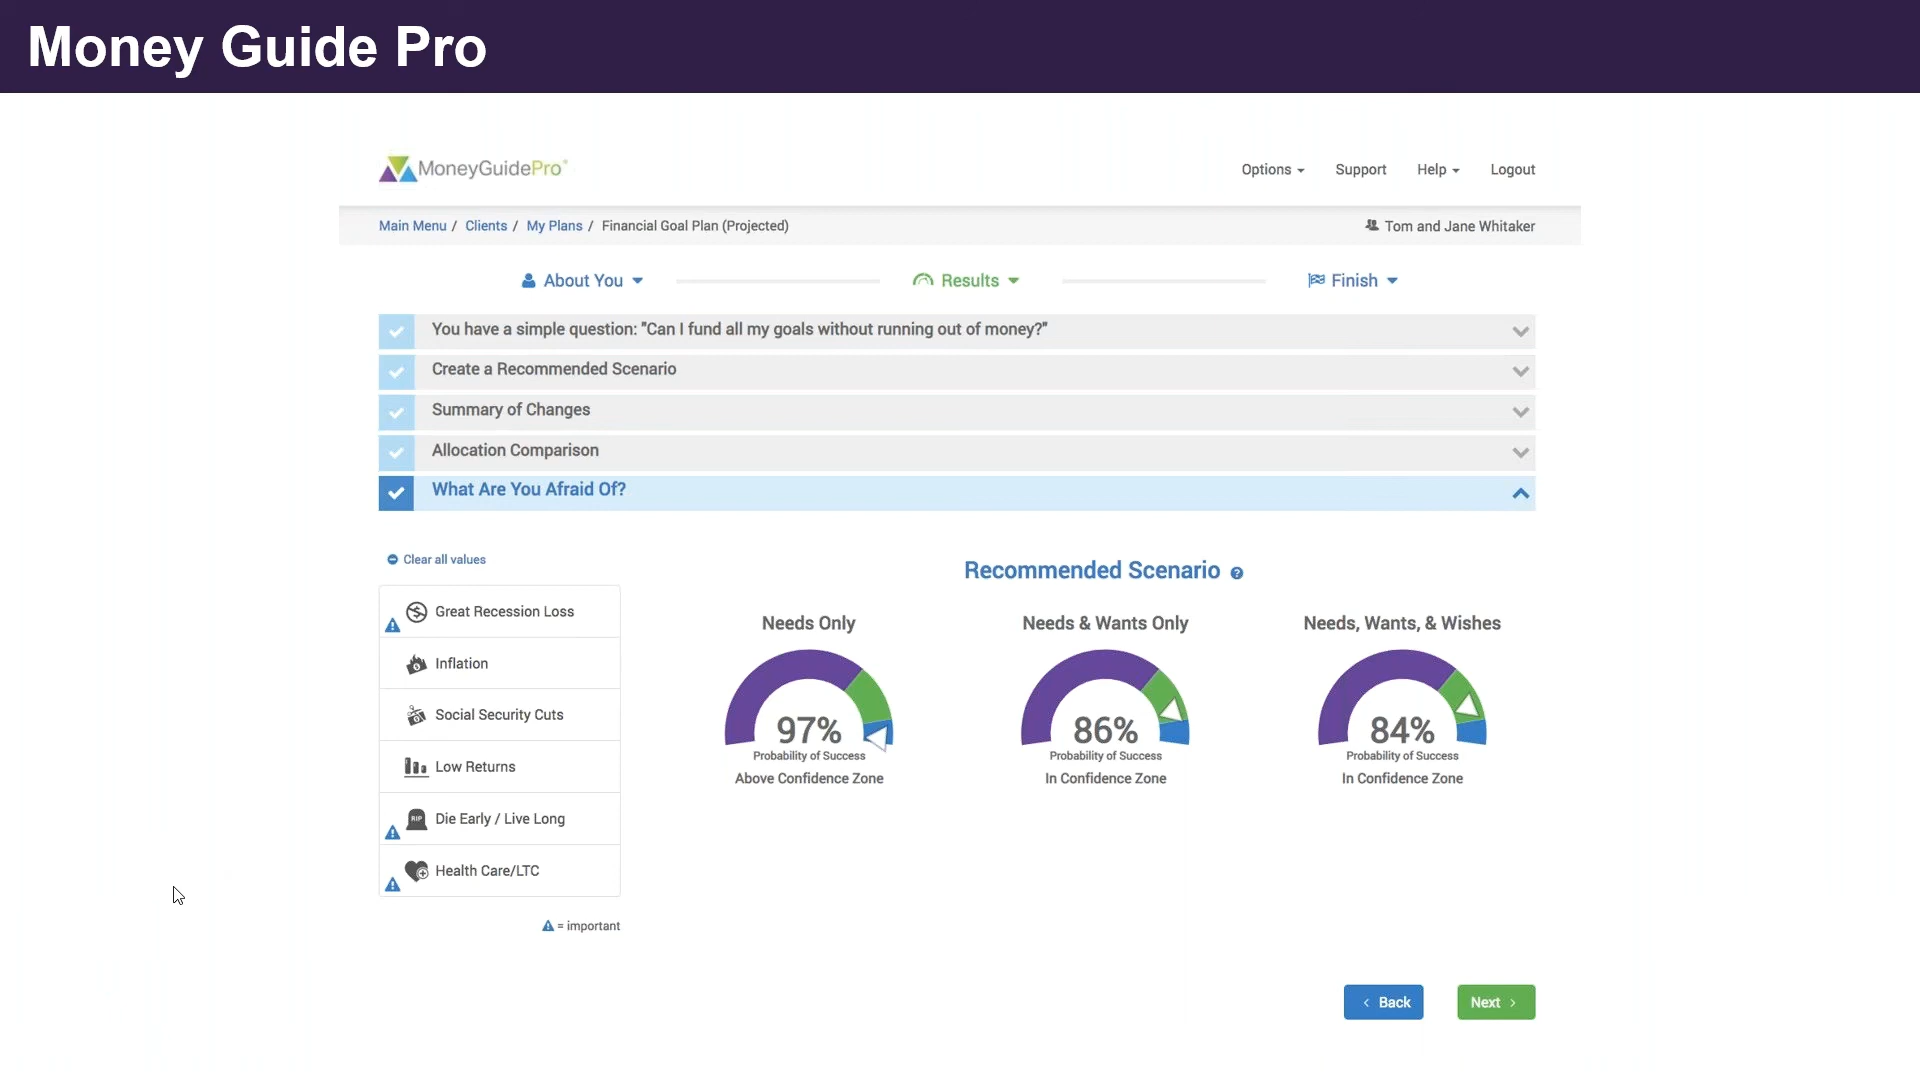 Money Guide Pro
MoneyGuidePro®
Options Support Help Logout
Main Menu / Clients / My Plans / Financial Goal Plan (Projected) Tom and Jane Whitaker
About You Results Finish
You have a simple question: "Can I fund all my goals without running out of money?"
Create a Recommended Scenario
Summary of Changes
Allocation Comparison
What Are You Afraid Of?
Clear all values
Great Recession Loss
Inflation
Social Security Cuts
Low Returns
RIP Die Early / Live Long
Health Care/LTC
= important
Recommended Scenario ?
Needs Only
97%
Probability of Success
Above Confidence Zone
Needs & Wants Only
86%
Probability of Success
In Confidence Zone
Needs, Wants, & Wishes
84%
Probability of Success
In Confidence Zone
‹ Back Next ›